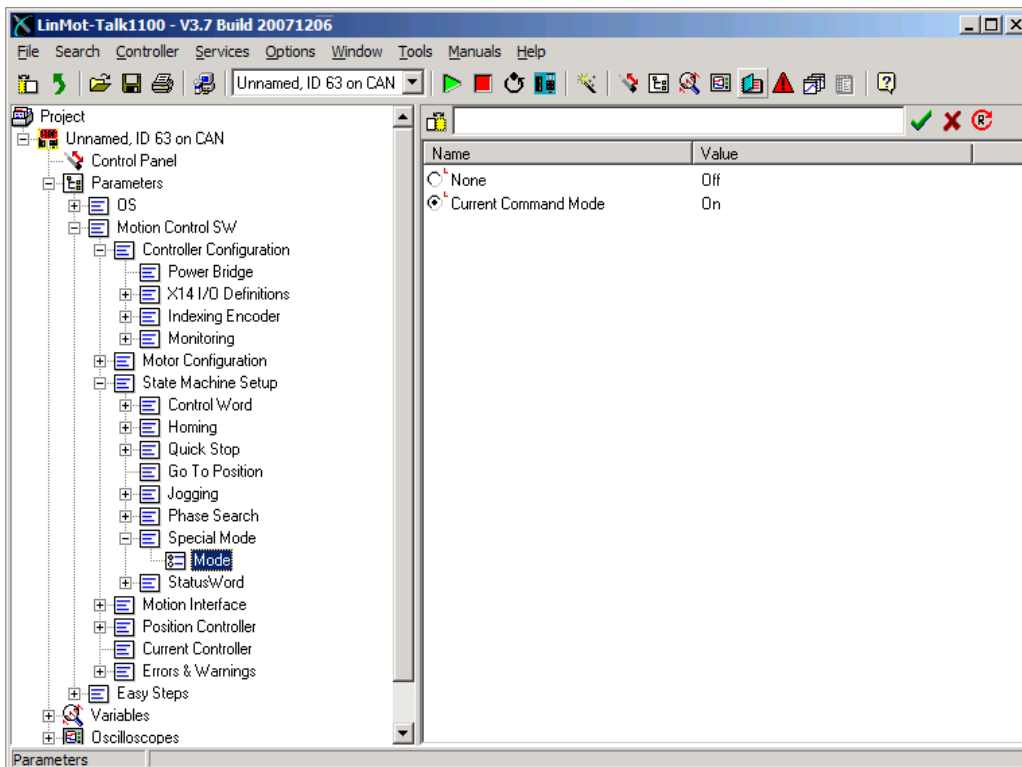 LinMot-Talk1100 - V3.7 Build 20071206
File Search Controller Services Options Window Tools Manuals Help
Unnamed, ID 63 on CAN
Project
Unnamed, ID 63 on CAN
Control Panel
Parameters
OS
Motion Control SW
Controller Configuration
Power Bridge
X14 I/O Definitions
Indexing Encoder
Monitoring
Motor Configuration
State Machine Setup
Control Word
Homing
Quick Stop
Go To Position
Jogging
Phase Search
Special Mode
Mode
StatusWord
Motion Interface
Position Controller
Current Controller
Errors & Warnings
Easy Steps
Variables
Oscilloscopes
Name Value
None Off
Current Command Mode On
Parameters